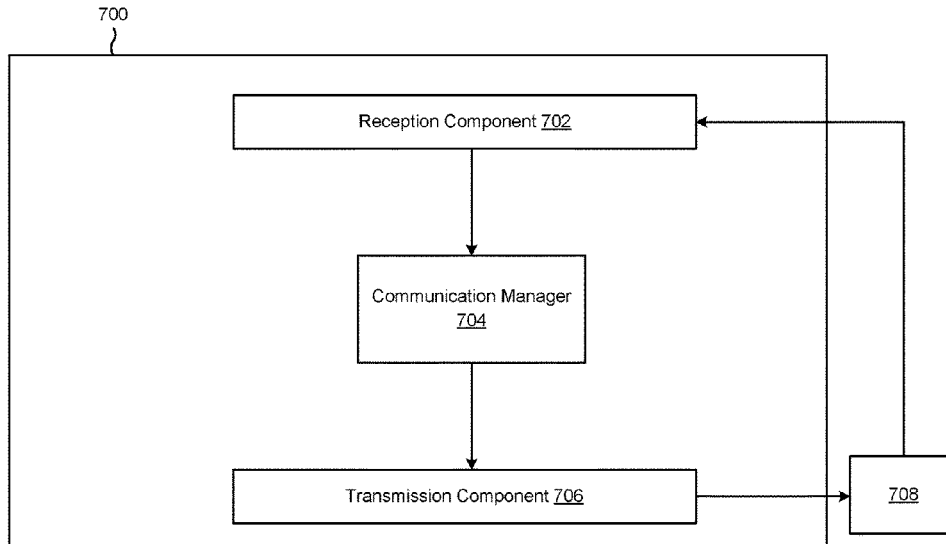 700
Reception Component 702
Communication Manager
704
Transmission Component 706
708